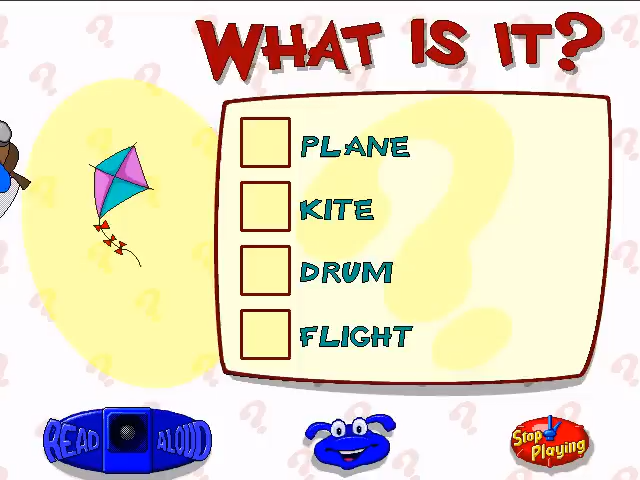 WHAT IS IT?
PLANE
KITE
DRUM
FLIGHT
READ ALOUD
Stop
Playing